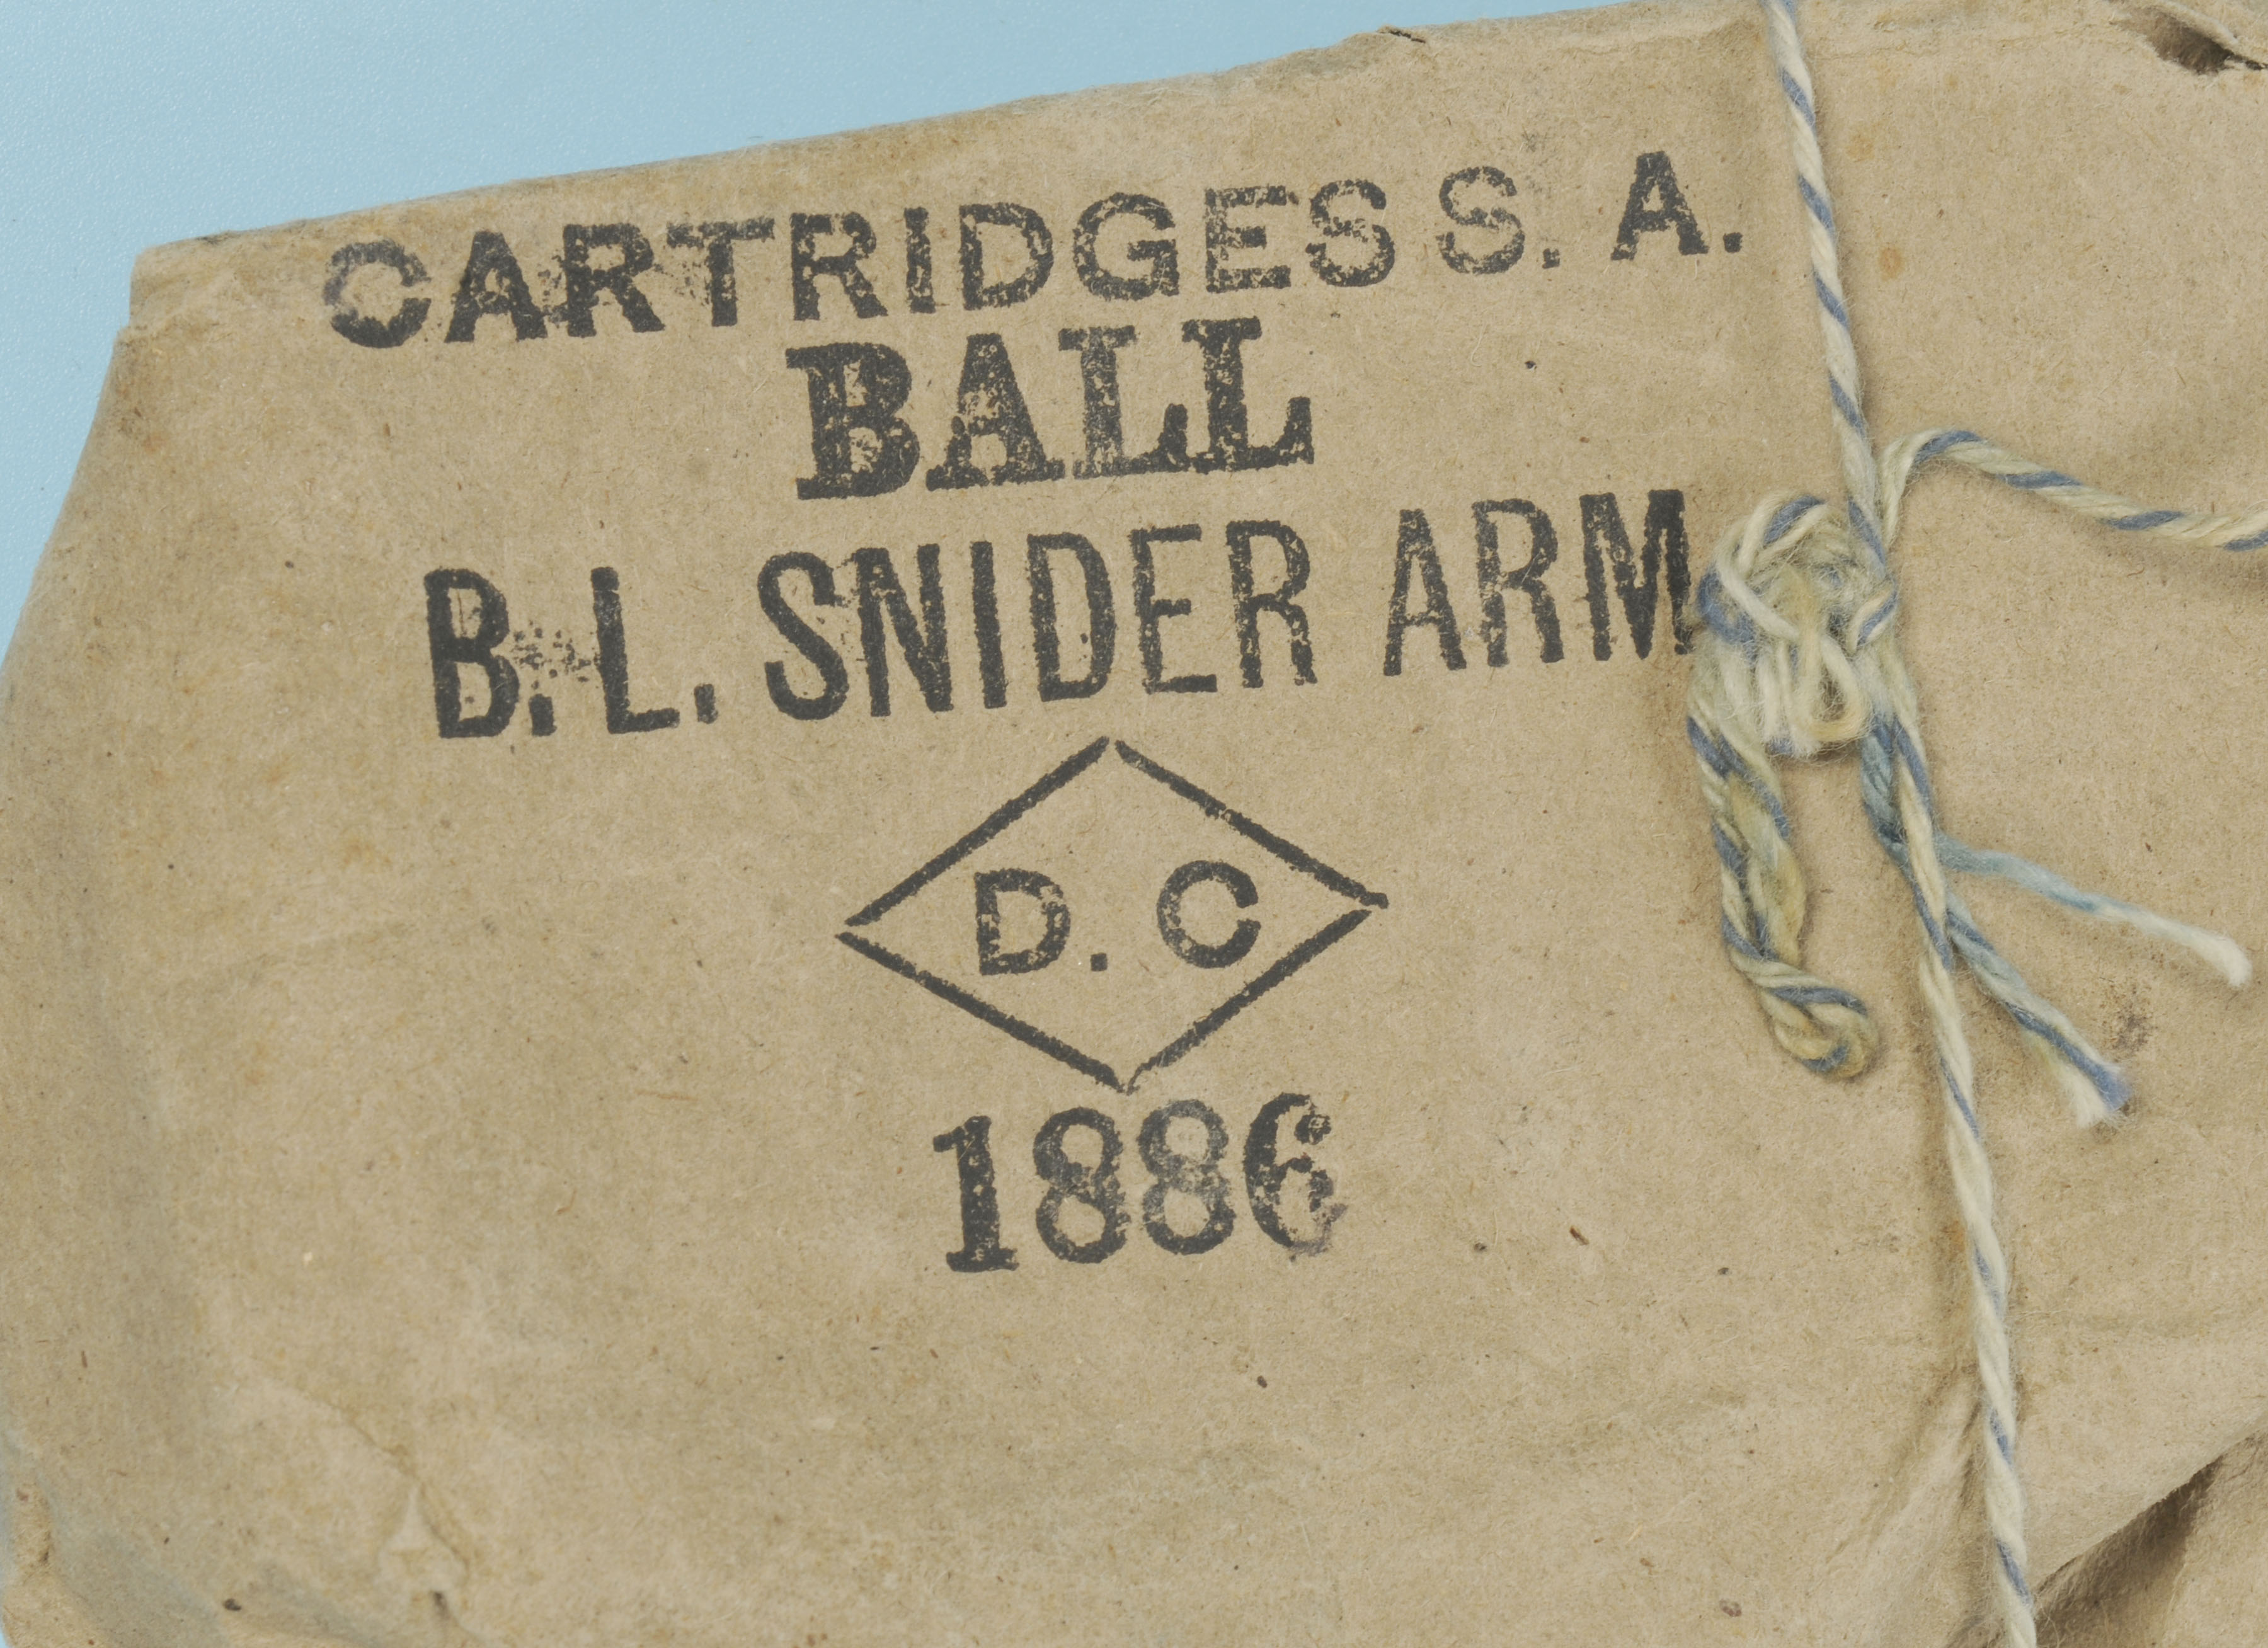 CARTRIDGES S. A.
BALL
B. L. SNIDER ARM
D. C
1886